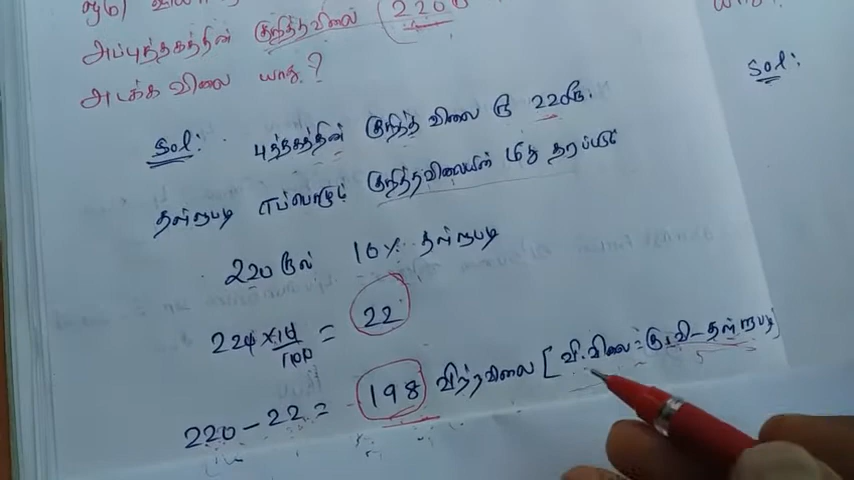 அப்புத்தகத்தின் குறித்தவிலை (220
அடக்க விலை யாது?
Sol: புத்தகத்தின் குறித்த விலை ரூ 220ரூ.
தள்ளுபடி எப்பொழுதும் குறித்தவிலையின் மீது தரப்படும்
220 ரூல் 10% தள்ளுபடி
220 × 10/100 = 22
220 - 22 = 198 விற்றவிலை [வி.விலை = கு.வி - தள்ளுபடி]
Sol: